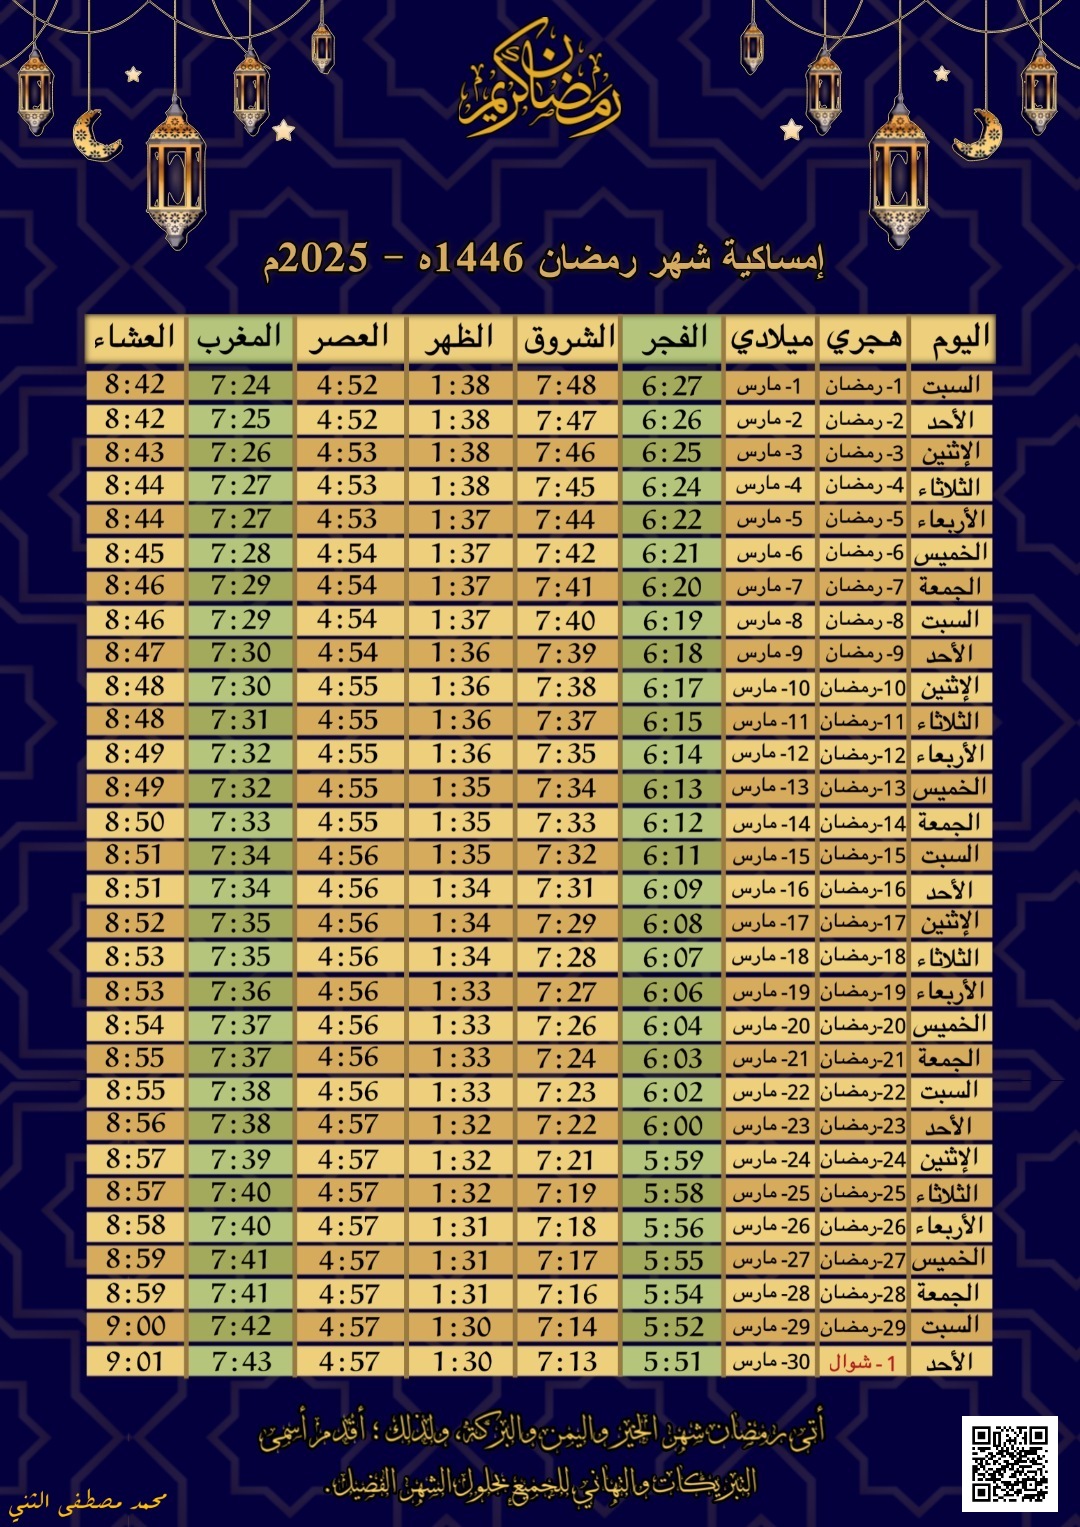 رمضان كريم
إمساكية شهر رمضان 1446ه - 2025م
اليوم هجري ميلادي الفجر الشروق الظهر العصر المغرب العشاء
السبت 1- رمضان 1- مارس 6:27 7:48 1:38 4:52 7:24 8:42
الأحد 2- رمضان 2- مارس 6:26 7:47 1:38 4:52 7:25 8:42
الإثنين 3- رمضان 3- مارس 6:25 7:46 1:38 4:53 7:26 8:43
الثلاثاء 4- رمضان 4- مارس 6:24 7:45 1:38 4:53 7:27 8:44
الأربعاء 5- رمضان 5- مارس 6:22 7:44 1:37 4:53 7:27 8:44
الخميس 6- رمضان 6- مارس 6:21 7:42 1:37 4:54 7:28 8:45
الجمعة 7- رمضان 7- مارس 6:20 7:41 1:37 4:54 7:29 8:46
السبت 8- رمضان 8- مارس 6:19 7:40 1:37 4:54 7:29 8:46
الأحد 9- رمضان 9- مارس 6:18 7:39 1:36 4:54 7:30 8:47
الإثنين 10-رمضان 10- مارس 6:17 7:38 1:36 4:55 7:30 8:48
الثلاثاء 11-رمضان 11- مارس 6:15 7:37 1:36 4:55 7:31 8:48
الأربعاء 12-رمضان 12- مارس 6:14 7:35 1:36 4:55 7:32 8:49
الخميس 13-رمضان 13- مارس 6:13 7:34 1:35 4:55 7:32 8:49
الجمعة 14-رمضان 14- مارس 6:12 7:33 1:35 4:55 7:33 8:50
السبت 15-رمضان 15- مارس 6:11 7:32 1:35 4:56 7:34 8:51
الأحد 16-رمضان 16- مارس 6:09 7:31 1:34 4:56 7:34 8:51
الإثنين 17-رمضان 17- مارس 6:08 7:29 1:34 4:56 7:35 8:52
الثلاثاء 18-رمضان 18- مارس 6:07 7:28 1:34 4:56 7:35 8:53
الأربعاء 19-رمضان 19- مارس 6:06 7:27 1:33 4:56 7:36 8:53
الخميس 20-رمضان 20- مارس 6:04 7:26 1:33 4:56 7:37 8:54
الجمعة 21-رمضان 21- مارس 6:03 7:24 1:33 4:56 7:37 8:55
السبت 22-رمضان 22- مارس 6:02 7:23 1:33 4:56 7:38 8:55
الأحد 23-رمضان 23- مارس 6:00 7:22 1:32 4:57 7:38 8:56
الإثنين 24-رمضان 24- مارس 5:59 7:21 1:32 4:57 7:39 8:57
الثلاثاء 25-رمضان 25- مارس 5:58 7:19 1:32 4:57 7:40 8:57
الأربعاء 26-رمضان 26- مارس 5:56 7:18 1:31 4:57 7:40 8:58
الخميس 27-رمضان 27- مارس 5:55 7:17 1:31 4:57 7:41 8:59
الجمعة 28-رمضان 28- مارس 5:54 7:16 1:31 4:57 7:41 8:59
السبت 29-رمضان 29- مارس 5:52 7:14 1:30 4:57 7:42 9:00
الأحد 1- شوال 30- مارس 5:51 7:13 1:30 4:57 7:43 9:01
أتى رمضان شهر الخير واليمن والبركة، ولذلك ؛ أقدم أسمى
التبريكات والتهاني للجميع بحلول الشهر الفضيل.
محمد مصطفى الثني